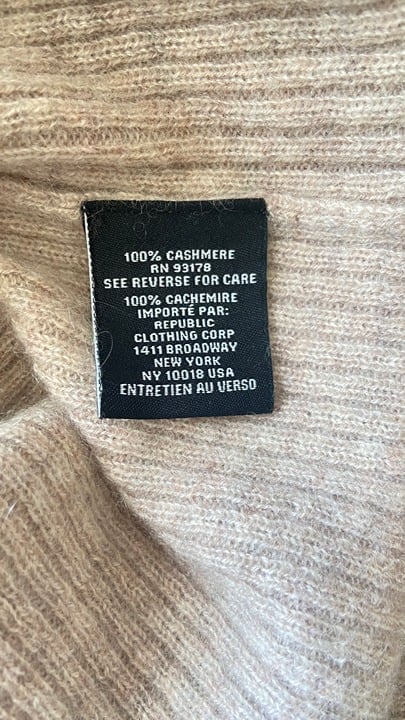 100% CASHMERE
RN 93178
SEE REVERSE FOR CARE
100% CACHEMIRE
IMPORTÉ PAR:
REPUBLIC
CLOTHING CORP
1411 BROADWAY
NEW YORK
NY 10018 USA
ENTRETIEN AU VERSO